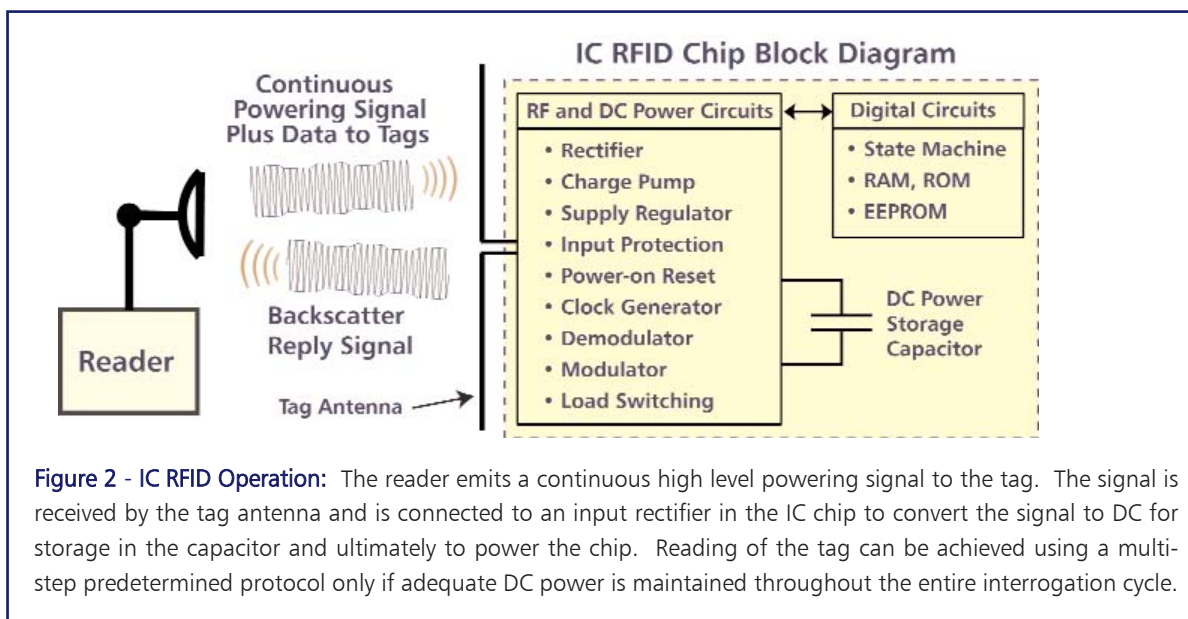 IC RFID Chip Block Diagram
Continuous
Powering Signal
Plus Data to Tags
Backscatter
Reply Signal
Reader
Tag Antenna
RF and DC Power Circuits
• Rectifier
• Charge Pump
• Supply Regulator
• Input Protection
• Power-on Reset
• Clock Generator
• Demodulator
• Modulator
• Load Switching
Digital Circuits
• State Machine
• RAM, ROM
• EEPROM
DC Power
Storage
Capacitor
Figure 2 - IC RFID Operation: The reader emits a continuous high level powering signal to the tag. The signal is
received by the tag antenna and is connected to an input rectifier in the IC chip to convert the signal to DC for
storage in the capacitor and ultimately to power the chip. Reading of the tag can be achieved using a multi-
step predetermined protocol only if adequate DC power is maintained throughout the entire interrogation cycle.